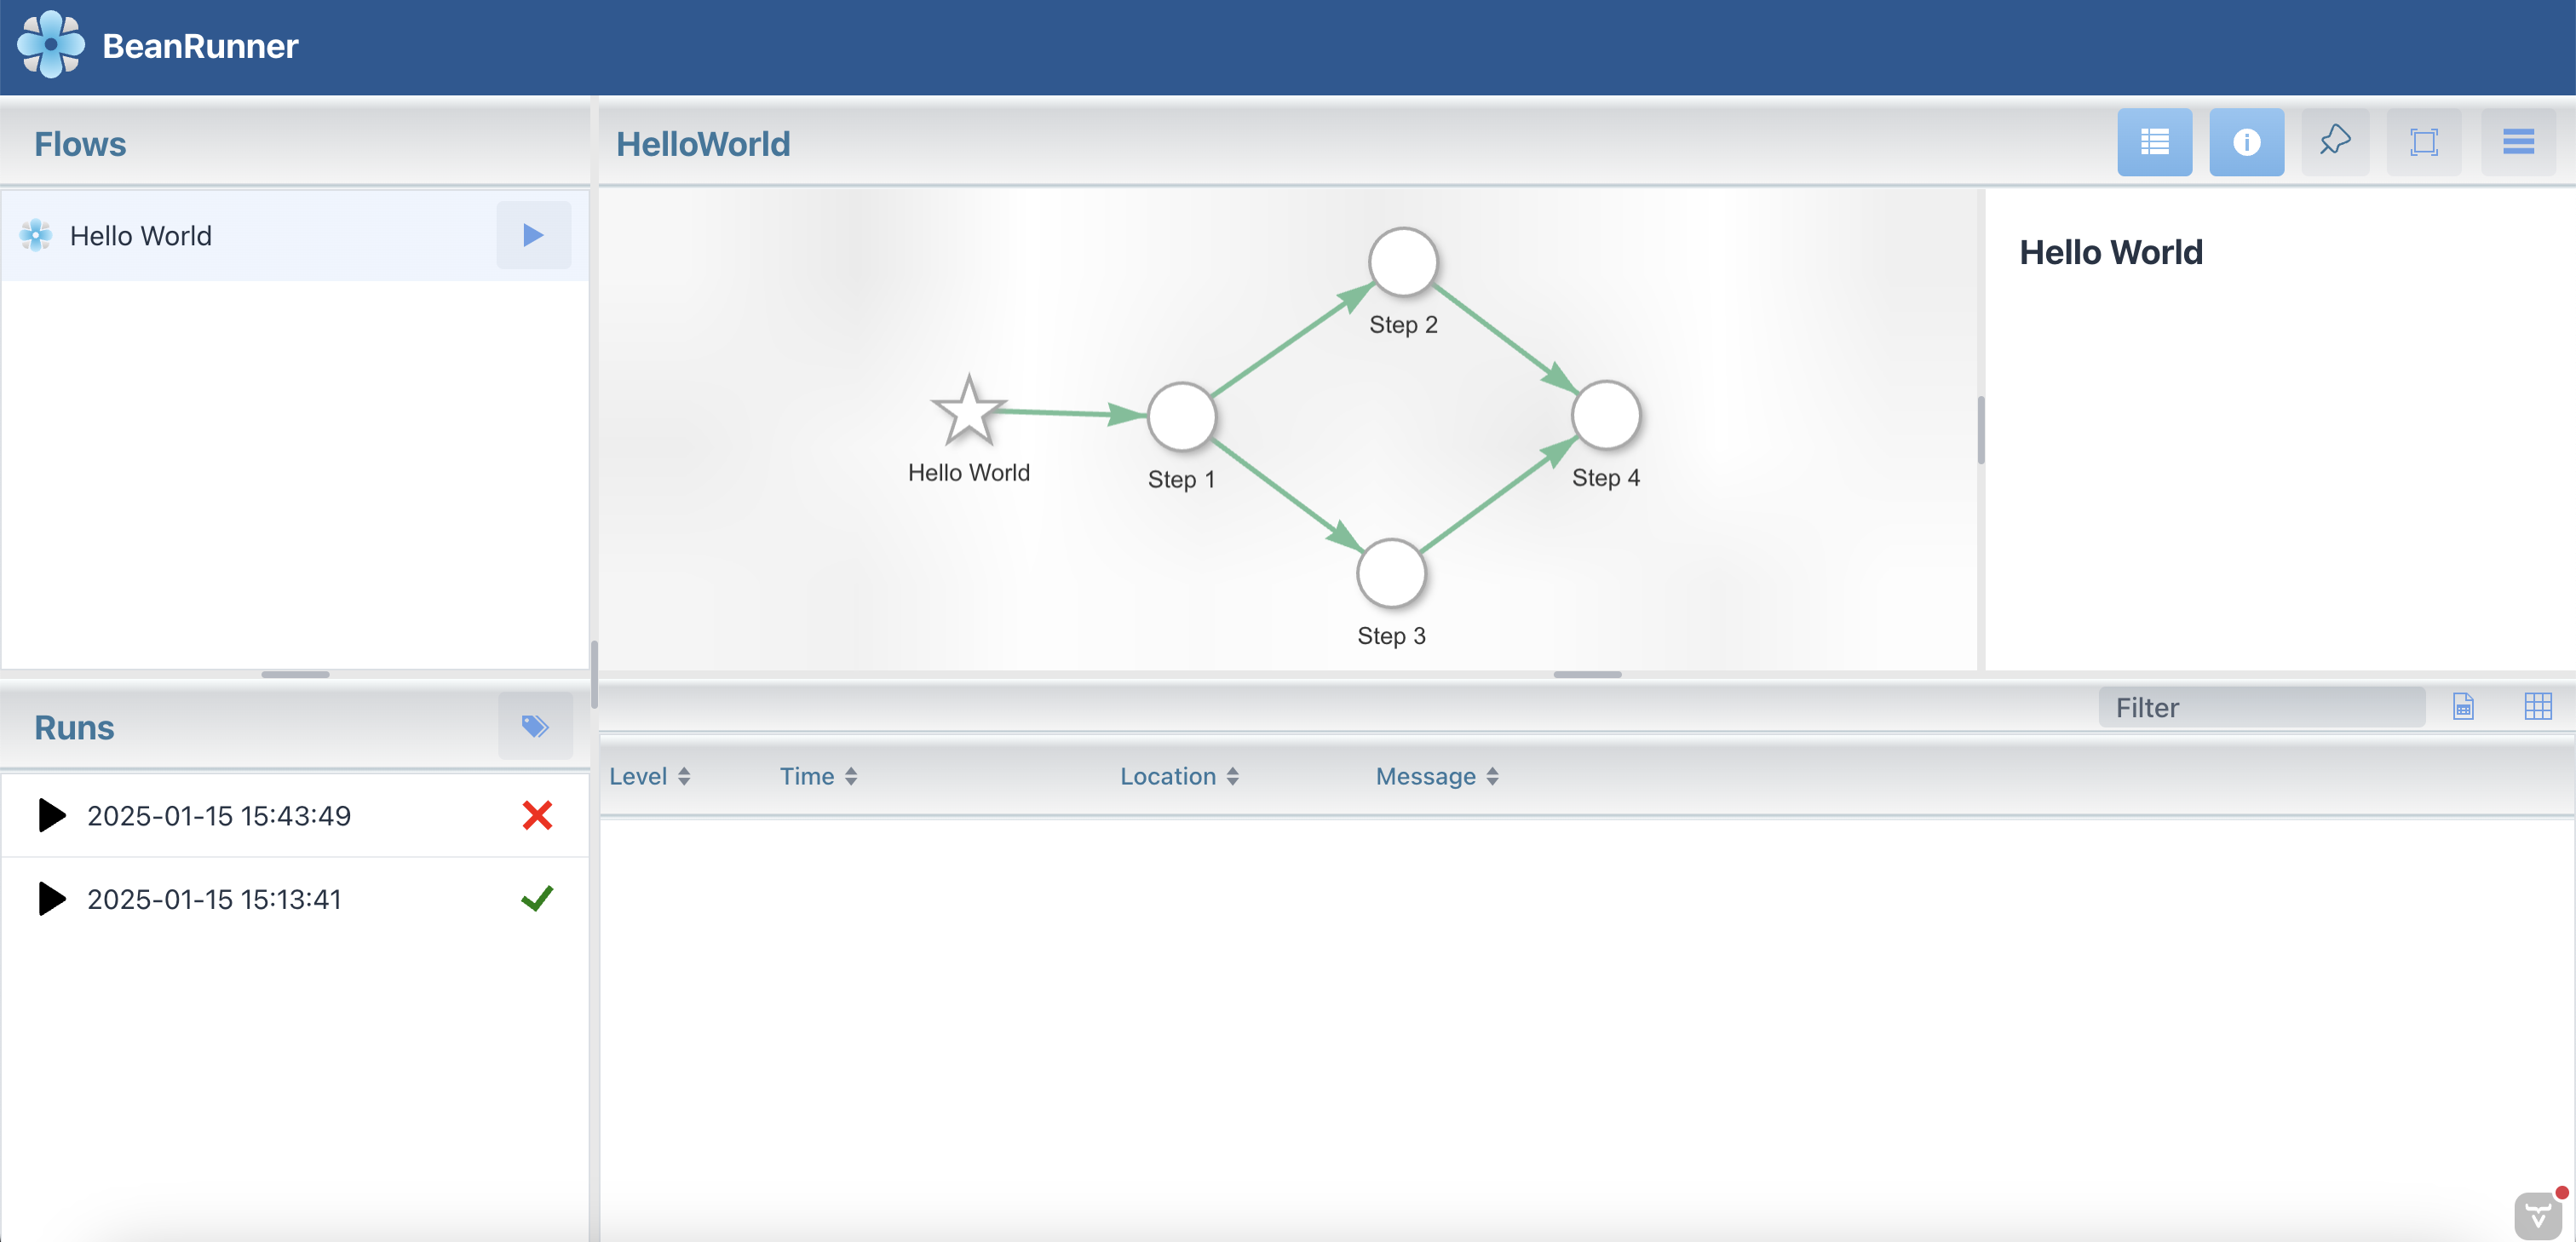 BeanRunner
Flows
HelloWorld
Hello World
Hello World
Step 2
Hello World
Step 1
Step 4
Step 3
Runs
Filter
Level
Time
Location
Message
2025-01-15 15:43:49
2025-01-15 15:13:41